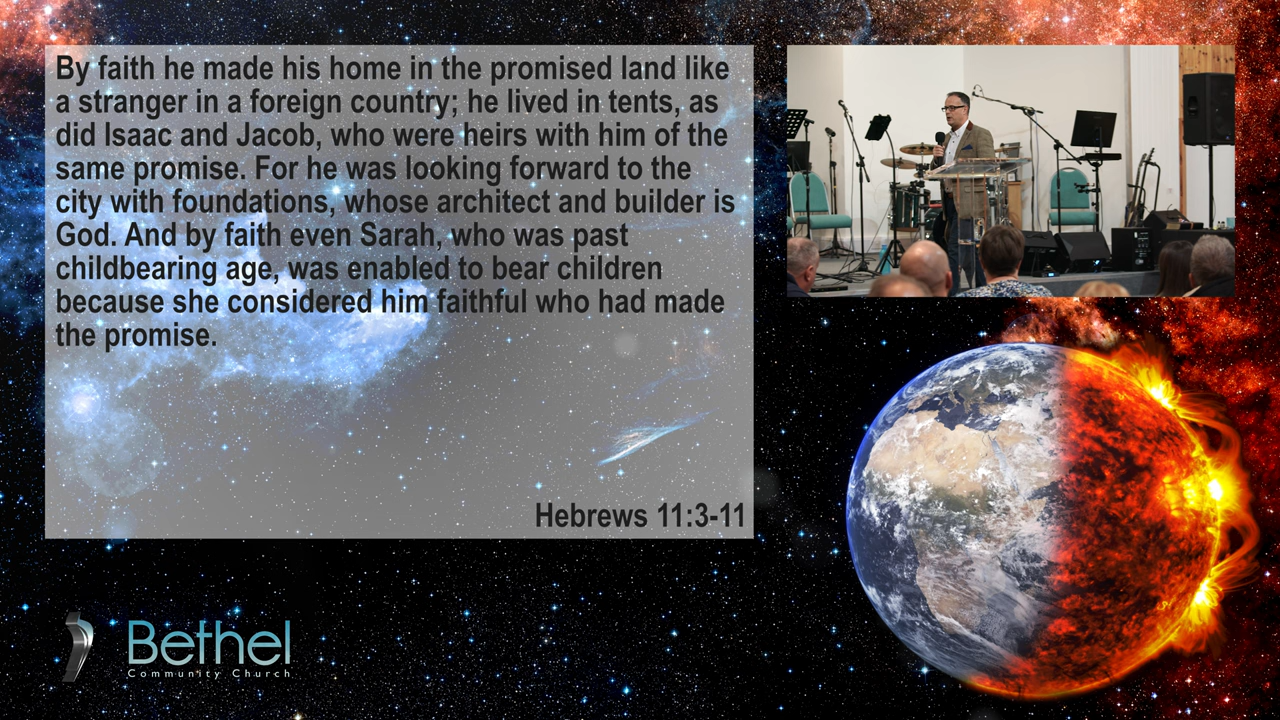 By faith he made his home in the promised land like
a stranger in a foreign country; he lived in tents, as
did Isaac and Jacob, who were heirs with him of the
same promise. For he was looking forward to the
city with foundations, whose architect and builder is
God. And by faith even Sarah, who was past
childbearing age, was enabled to bear children
because she considered him faithful who had made
the promise.
Hebrews 11:3-11
Bethel
Community Church